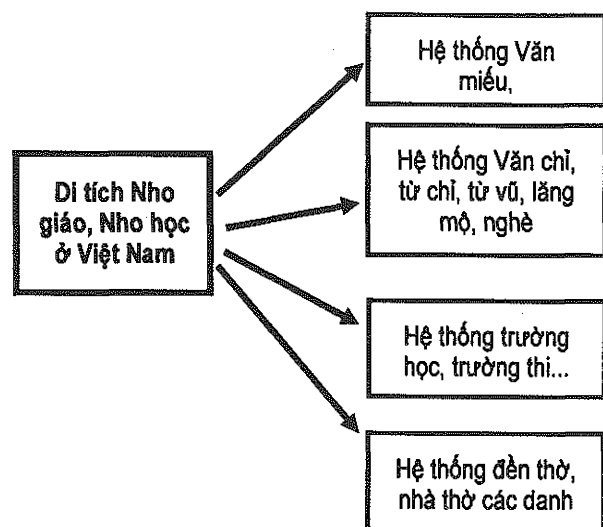 Di tích Nho
giáo, Nho học
ở Việt Nam
Hệ thống Văn
miếu,
Hệ thống Văn chỉ,
từ chỉ, từ vũ, lăng
mộ, nghè
Hệ thống trường
học, trường thi...
Hệ thống đền thờ,
nhà thờ các danh